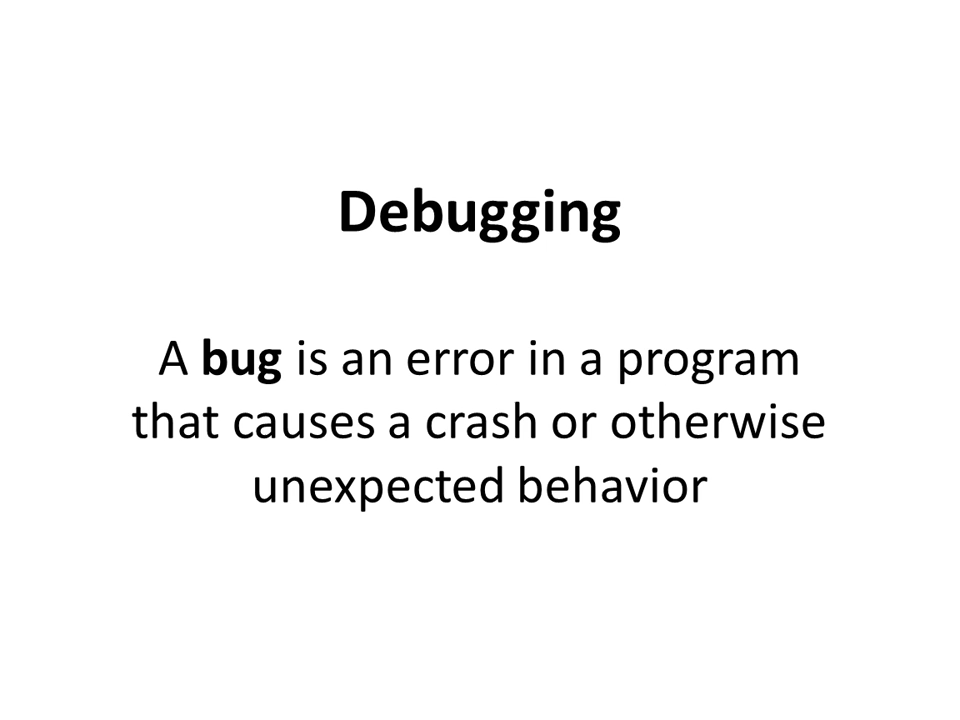 Debugging
A bug is an error in a program
that causes a crash or otherwise
unexpected behavior